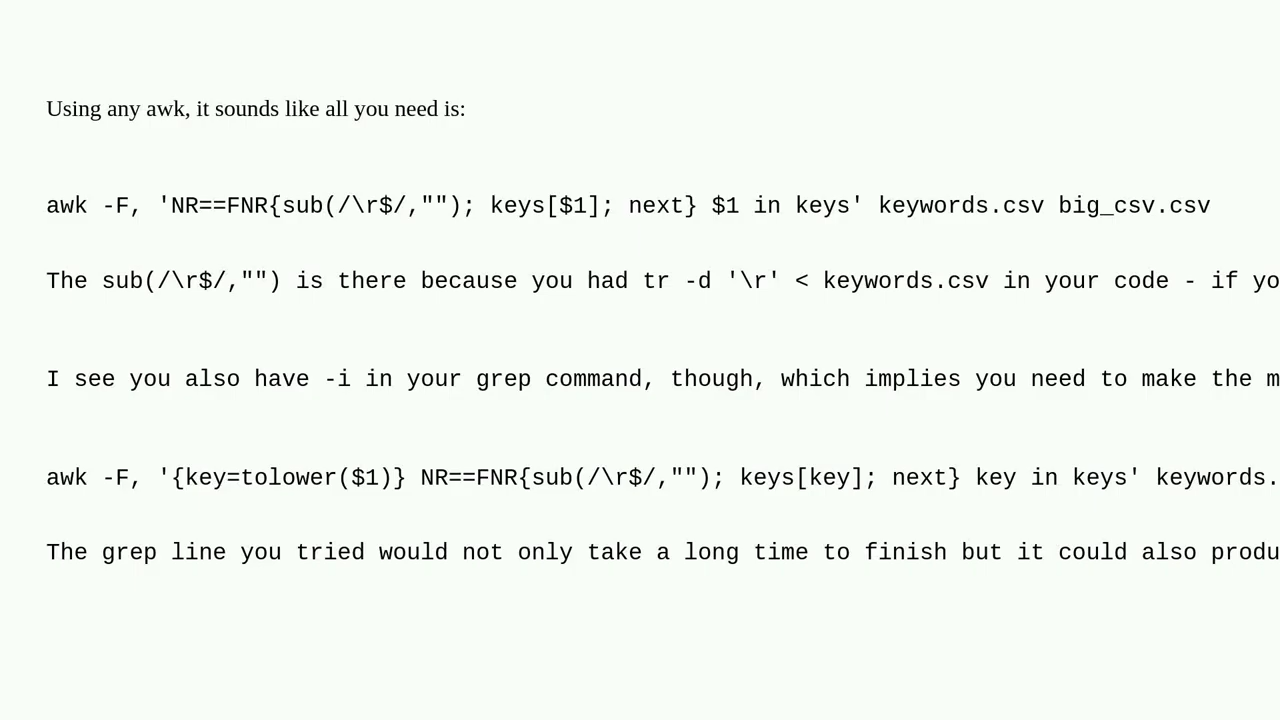 Using any awk, it sounds like all you need is:
awk -F, 'NR==FNR{sub(/\r$/,""); keys[$1]; next} $1 in keys' keywords.csv big_csv.csv
The sub(/\r$/,"") is there because you had tr -d '\r' < keywords.csv in your code - if
I see you also have -i in your grep command, though, which implies you need to make the
awk -F, '{key=tolower($1)} NR==FNR{sub(/\r$/,""); keys[key]; next} key in keys' keywords.
The grep line you tried would not only take a long time to finish but it could also